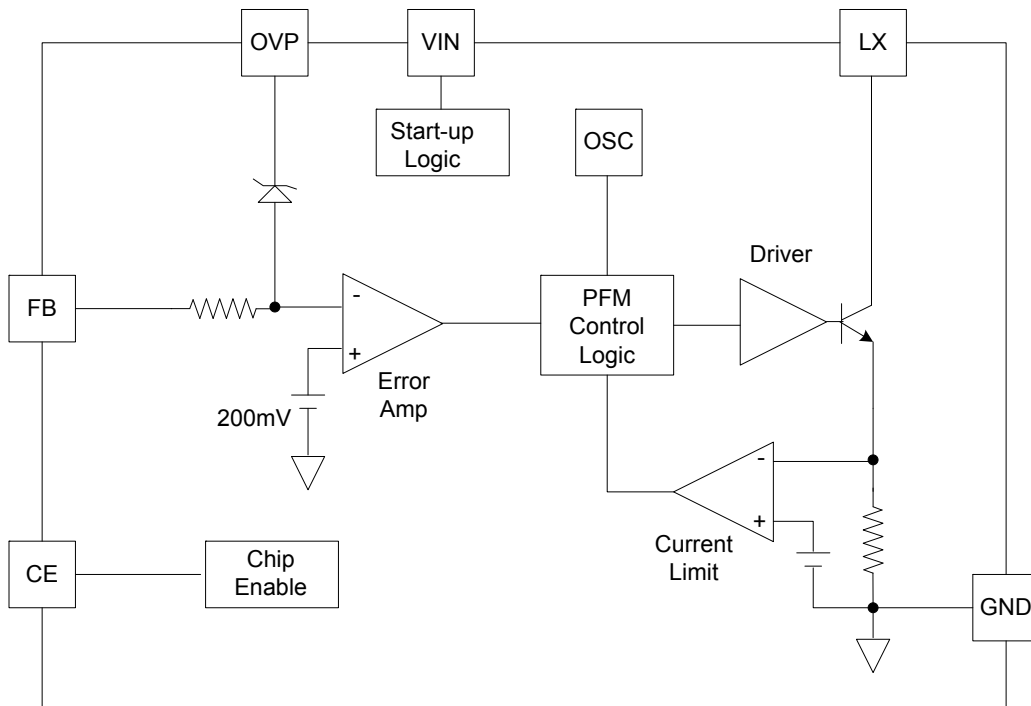 OVP
VIN
LX
Start-up
Logic
OSC
Driver
FB
-
+
PFM
Control
Logic
Error
Amp
200mV
-
+
Current
Limit
CE
Chip
Enable
GND